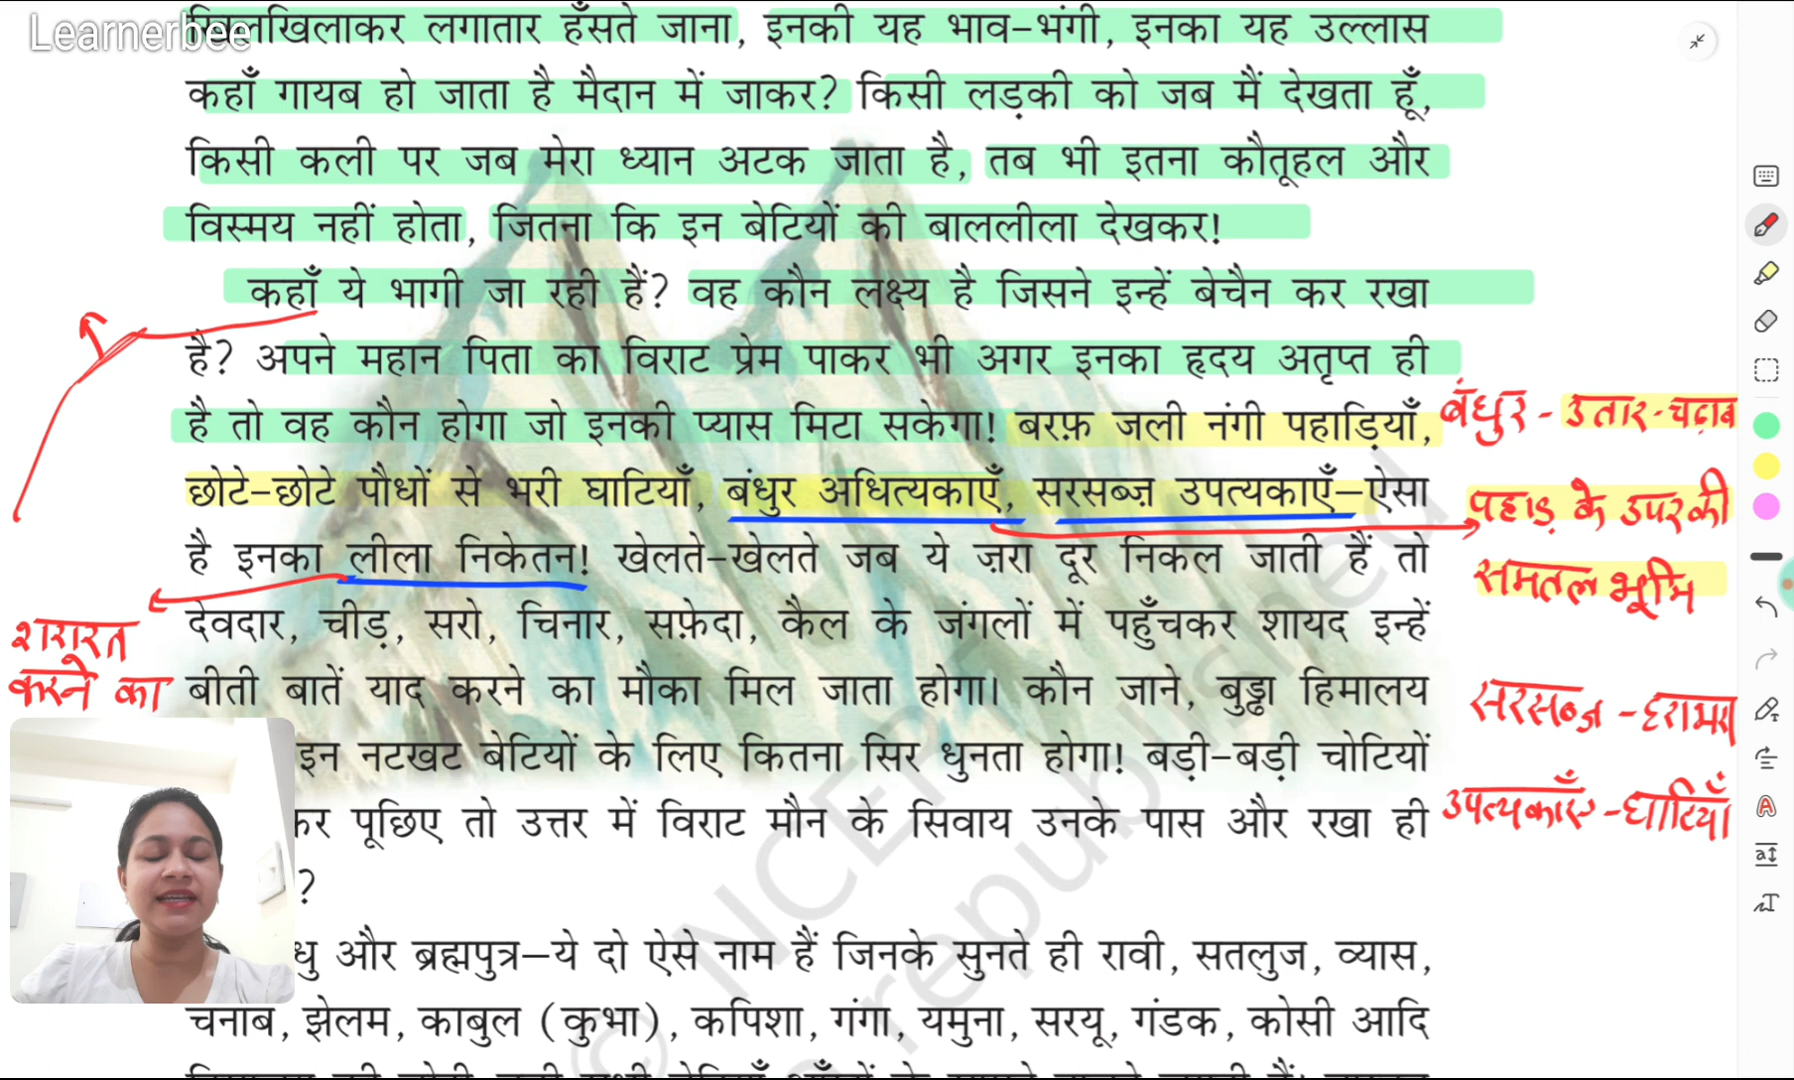 Learnerbee
खिलखिलाकर लगातार हँसते जाना, इनकी यह भाव-भंगी, इनका यह उल्लास
कहाँ गायब हो जाता है मैदान में जाकर? किसी लड़की को जब मैं देखता हूँ,
किसी कली पर जब मेरा ध्यान अटक जाता है, तब भी इतना कौतूहल और
विस्मय नहीं होता, जितना कि इन बेटियों की बाललीला देखकर!
कहाँ ये भागी जा रही हैं? वह कौन लक्ष्य है जिसने इन्हें बेचैन कर रखा
है? अपने महान पिता का विराट प्रेम पाकर भी अगर इनका हृदय अतृप्त ही
है तो वह कौन होगा जो इनकी प्यास मिटा सकेगा! बरफ़ जली नंगी पहाड़ियाँ,
बंधुर - उतार-चढ़ाव
छोटे-छोटे पौधों से भरी घाटियाँ, बंधुर अधित्यकाएँ, सरसब्ज़ उपत्यकाएँ-ऐसा
पहाड़ के उपर की
है इनका लीला निकेतन! खेलते-खेलते जब ये ज़रा दूर निकल जाती हैं तो
समतल भूमि
शरारत
देवदार, चीड़, सरो, चिनार, सफ़ेदा, कैल के जंगलों में पहुँचकर शायद इन्हें
करने का
बीती बातें याद करने का मौका मिल जाता होगा। कौन जाने, बुड्ढा हिमालय
सरसब्ज -
इन नटखट बेटियों के लिए कितना सिर धुनता होगा! बड़ी-बड़ी चोटियों
पूछिए तो उत्तर में विराट मौन के सिवाय उनके पास और रखा ही
उपत्यकाँए - घाटियाँ
?
और ब्रह्मपुत्र-ये दो ऐसे नाम हैं जिनके सुनते ही रावी, सतलुज, व्यास,
चनाब, झेलम, काबुल (कुभा), कपिशा, गंगा, यमुना, सरयू, गंडक, कोसी आदि
© NCERT
republished